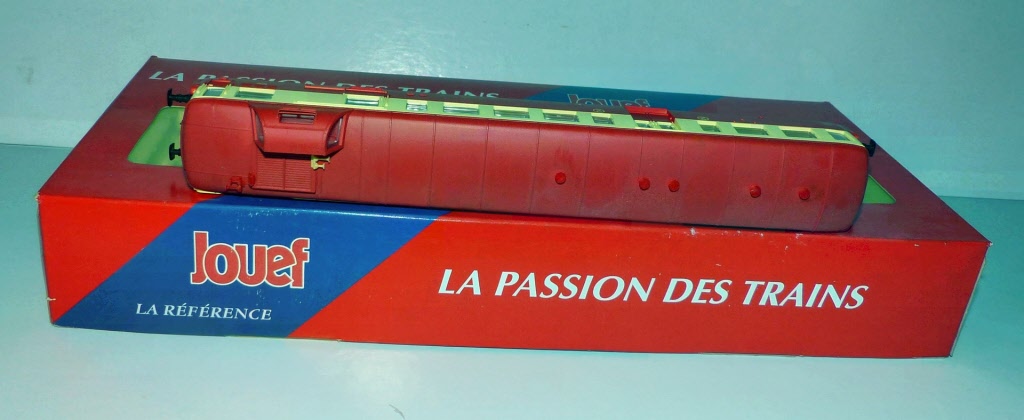 LA PASSION DES TRAINS
Jouef
Jouef
LA RÉFÉRENCE
LA PASSION DES TRAINS